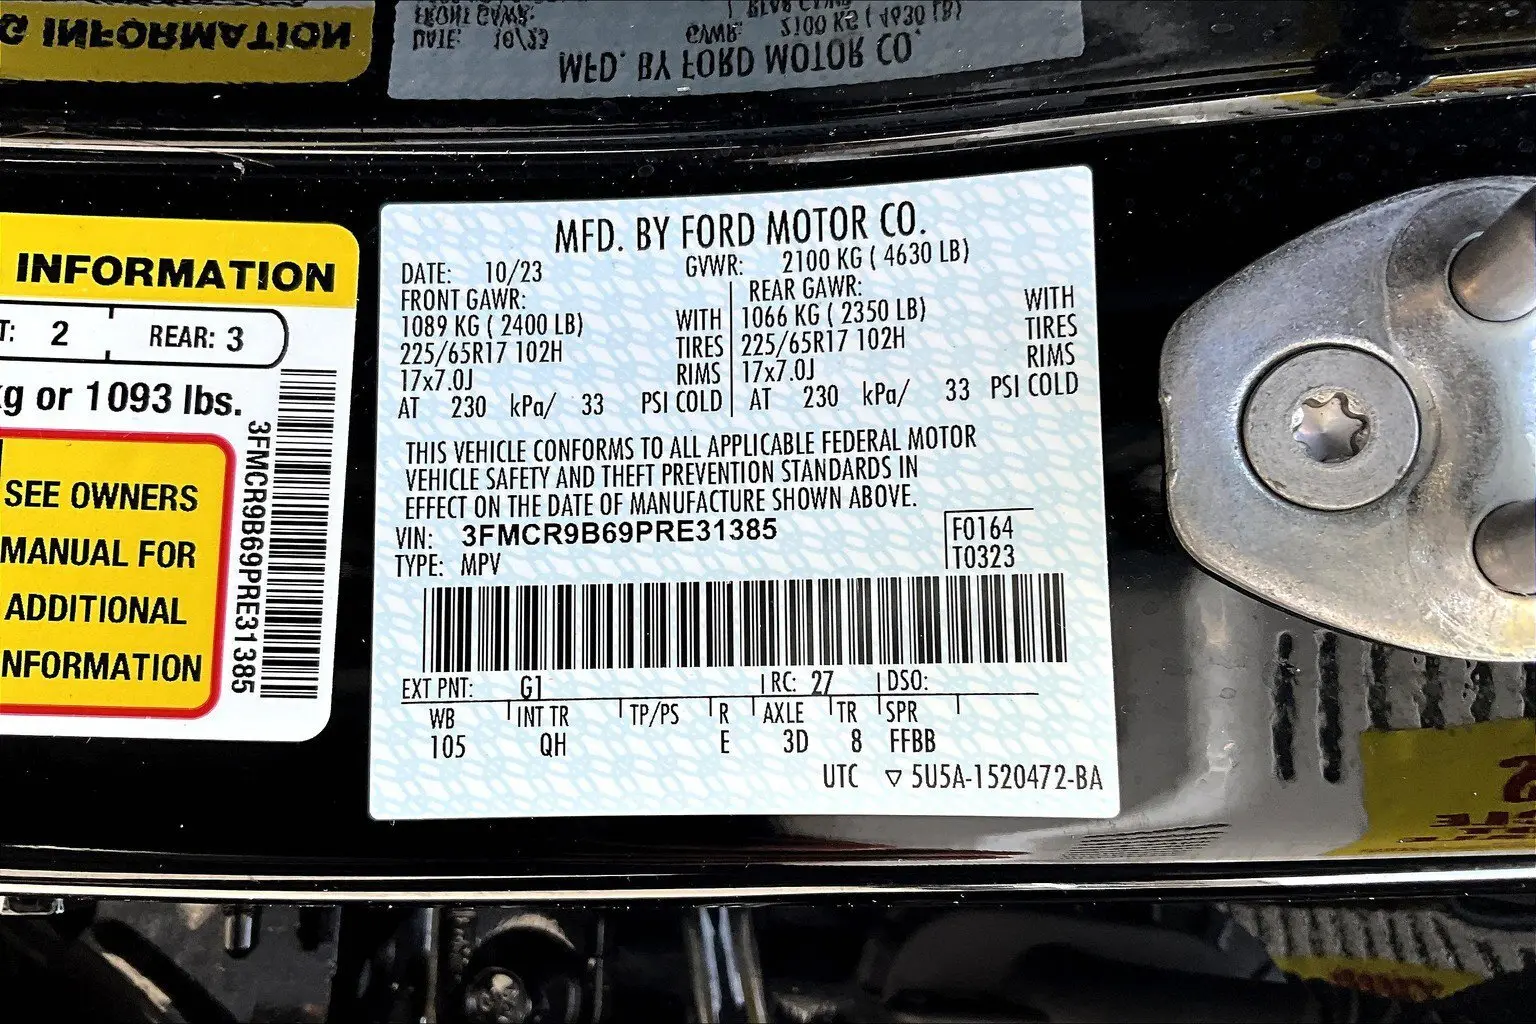 INFORMATION
T: 2 REAR: 3
kg or 1093 lbs.
SEE OWNERS
MANUAL FOR
ADDITIONAL
INFORMATION
3FMCR9B69PRE31385
MFD. BY FORD MOTOR CO.
DATE: 10/23 GVWR: 2100 KG ( 4630 LB)
FRONT GAWR: REAR GAWR:
1089 KG ( 2400 LB) WITH 1066 KG ( 2350 LB) WITH
225/65R17 102H TIRES 225/65R17 102H TIRES
17x7.0J RIMS 17x7.0J RIMS
AT 230 kPa/ 33 PSI COLD AT 230 kPa/ 33 PSI COLD
THIS VEHICLE CONFORMS TO ALL APPLICABLE FEDERAL MOTOR
VEHICLE SAFETY AND THEFT PREVENTION STANDARDS IN
EFFECT ON THE DATE OF MANUFACTURE SHOWN ABOVE.
VIN: 3FMCR9B69PRE31385 F0164
TYPE: MPV T0323
EXT PNT: G1 RC: 27 DSO:
WB INT TR TP/PS R AXLE TR SPR
105 QH E 3D 8 FFBB
UTC ▽ 5U5A-1520472-BA